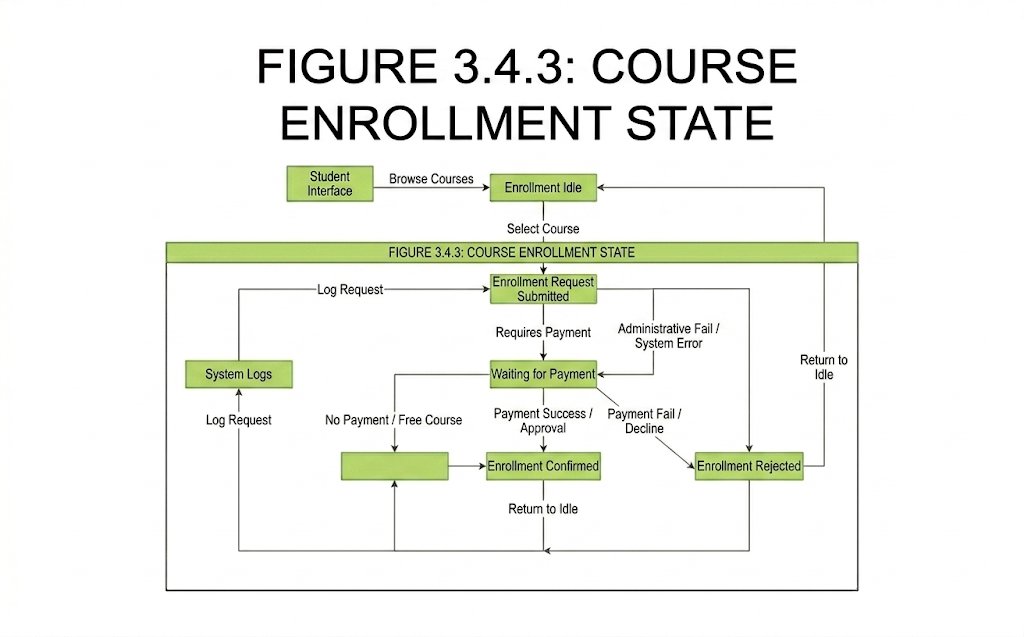 FIGURE 3.4.3: COURSE
ENROLLMENT STATE
Student
Interface
Browse Courses
Enrollment Idle
Select Course
FIGURE 3.4.3: COURSE ENROLLMENT STATE
Log Request
Enrollment Request
Submitted
Requires Payment
Administrative Fail /
System Error
Return to
Idle
System Logs
Waiting for Payment
Log Request
No Payment / Free Course
Payment Success /
Approval
Payment Fail /
Decline
Enrollment Confirmed
Enrollment Rejected
Return to Idle